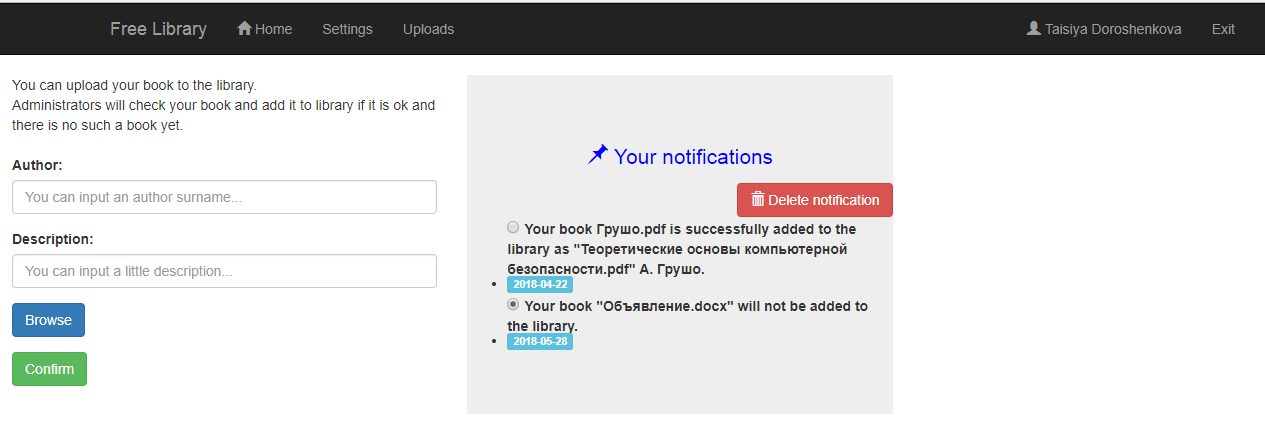 Free Library Home Settings Uploads Taisiya Doroshenkova Exit
You can upload your book to the library.
Administrators will check your book and add it to library if it is ok and
there is no such a book yet.
Author:
You can input an author surname...
Description:
You can input a little description...
Browse
Confirm
Your notifications
Delete notification
Your book Грушо.pdf is successfully added to the
library as "Теоретические основы компьютерной
безопасности.pdf" А. Грушо.
2018-04-22
Your book "Объявление.docx" will not be added to
the library.
2018-05-28